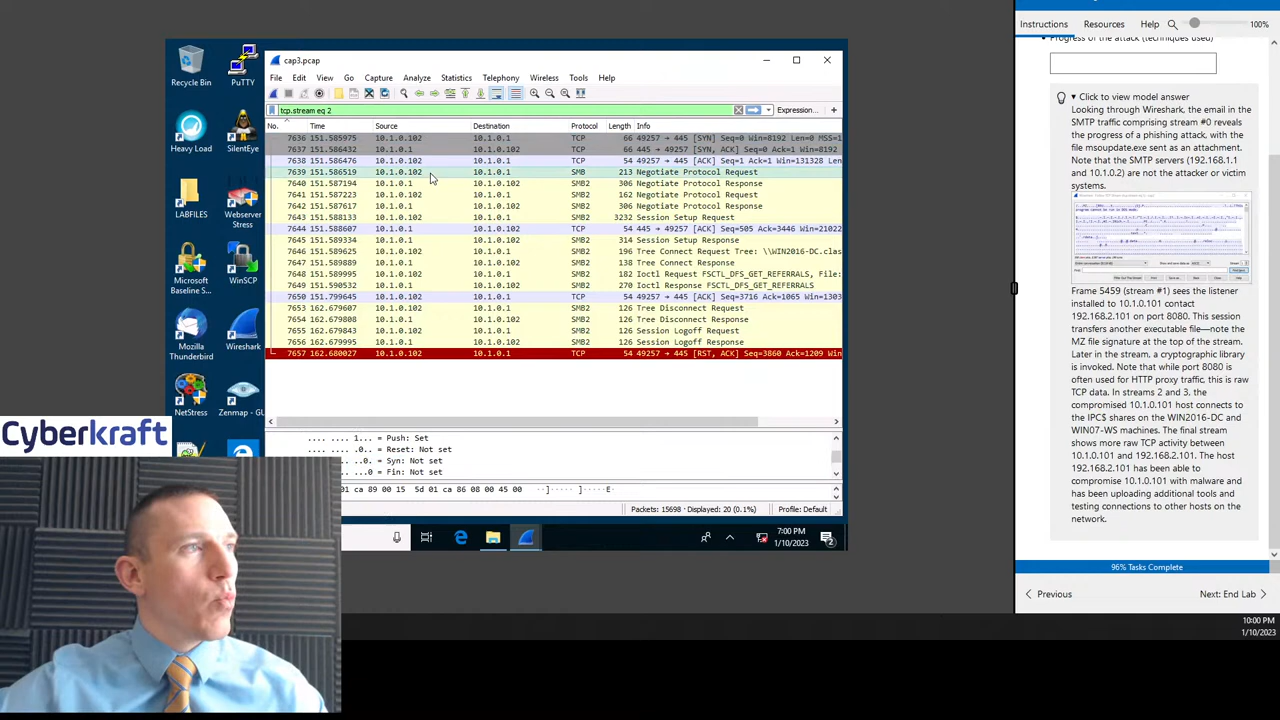 Instructions Resources Help 100%
Progress of the attack (techniques used)
Click to view model answer
Looking through Wireshark, the email in the
SMTP traffic comprising stream #0 reveals
the progress of a phishing attack, with the
file msoupdate.exe sent as an attachment.
Note that the SMTP servers (192.168.1.1
and 10.1.0.2) are not the attacker or victim
systems.
Frame 5459 (stream #1) sees the listener
installed to 10.1.0.101 contact
192.168.2.101 on port 8080. This session
transfers another executable file—note the
MZ file signature at the top of the stream.
Later in the stream, a cryptographic library
is invoked. Note that while port 8080 is
often used for HTTP proxy traffic, this is raw
TCP data. In streams 2 and 3, the
compromised 10.1.0.101 host connects to
the IPC$ shares on the WIN2016-DC and
WIN07-WS machines. The final stream
shows more raw TCP activity between
10.1.0.101 and 192.168.2.101. The host
192.168.2.101 has been able to
compromise 10.1.0.101 with malware and
has been uploading additional tools and
testing connections to other hosts on the
network.
96% Tasks Complete
Previous Next: End Lab
10:00 PM
1/10/2023
Recycle Bin PuTTY
Heavy Load SilentEye
LABFILES Webserver
Stress
Microsoft
Baseline S... WinSCP
Mozilla
Thunderbird Wireshark
NetStress Zenmap - GU
Cyberkraft
cap3.pcap
File Edit View Go Capture Analyze Statistics Telephony Wireless Tools Help
tcp.stream eq 2 Expression... +
No. Time Source Destination Protocol Length Info
7636 151.585975 10.1.0.102 10.1.0.1 TCP 66 49257 → 445 [SYN] Seq=0 Win=8192 Len=0 MSS=1
7637 151.586432 10.1.0.1 10.1.0.102 TCP 66 445 → 49257 [SYN, ACK] Seq=0 Ack=1 Win=8192
7638 151.586476 10.1.0.102 10.1.0.1 TCP 54 49257 → 445 [ACK] Seq=1 Ack=1 Win=131328 Len
7639 151.586519 10.1.0.102 10.1.0.1 SMB 213 Negotiate Protocol Request
7640 151.587194 10.1.0.1 10.1.0.102 SMB2 306 Negotiate Protocol Response
7641 151.587223 10.1.0.102 10.1.0.1 SMB2 162 Negotiate Protocol Request
7642 151.587617 10.1.0.1 10.1.0.102 SMB2 306 Negotiate Protocol Response
7643 151.588133 10.1.0.102 10.1.0.1 SMB2 3232 Session Setup Request
7644 151.588607 10.1.0.1 10.1.0.102 TCP 54 445 → 49257 [ACK] Seq=505 Ack=3446 Win=21022
7645 151.589334 10.1.0.1 10.1.0.102 SMB2 314 Session Setup Response
7646 151.589446 10.1.0.102 10.1.0.1 SMB2 196 Tree Connect Request Tree: \\WIN2016-DC.clas
7647 151.589889 10.1.0.1 10.1.0.102 SMB2 138 Tree Connect Response
7648 151.589995 10.1.0.102 10.1.0.1 SMB2 182 Ioctl Request FSCTL_DFS_GET_REFERRALS, File:
7649 151.590532 10.1.0.1 10.1.0.102 SMB2 270 Ioctl Response FSCTL_DFS_GET_REFERRALS
7650 151.799645 10.1.0.102 10.1.0.1 TCP 54 49257 → 445 [ACK] Seq=3716 Ack=1065 Win=1303
7653 162.679607 10.1.0.102 10.1.0.1 SMB2 126 Tree Disconnect Request
7654 162.679806 10.1.0.1 10.1.0.102 SMB2 126 Tree Disconnect Response
7655 162.679843 10.1.0.102 10.1.0.1 SMB2 126 Session Logoff Request
7656 162.679995 10.1.0.1 10.1.0.102 SMB2 126 Session Logoff Response
7657 162.680027 10.1.0.102 10.1.0.1 TCP 54 49257 → 445 [RST, ACK] Seq=3860 Ack=1209 Win
.... .... 1... = Push: Set
.... .... .0.. = Reset: Not set
.... .... ..0. = Syn: Not set
.... .... ...0 = Fin: Not set
01 ca 89 00 15 5d 01 ca 86 08 00 45 00 ··]····· ]·····E·
Packets: 15698 · Displayed: 20 (0.1%) Profile: Default
7:00 PM
1/10/2023
2